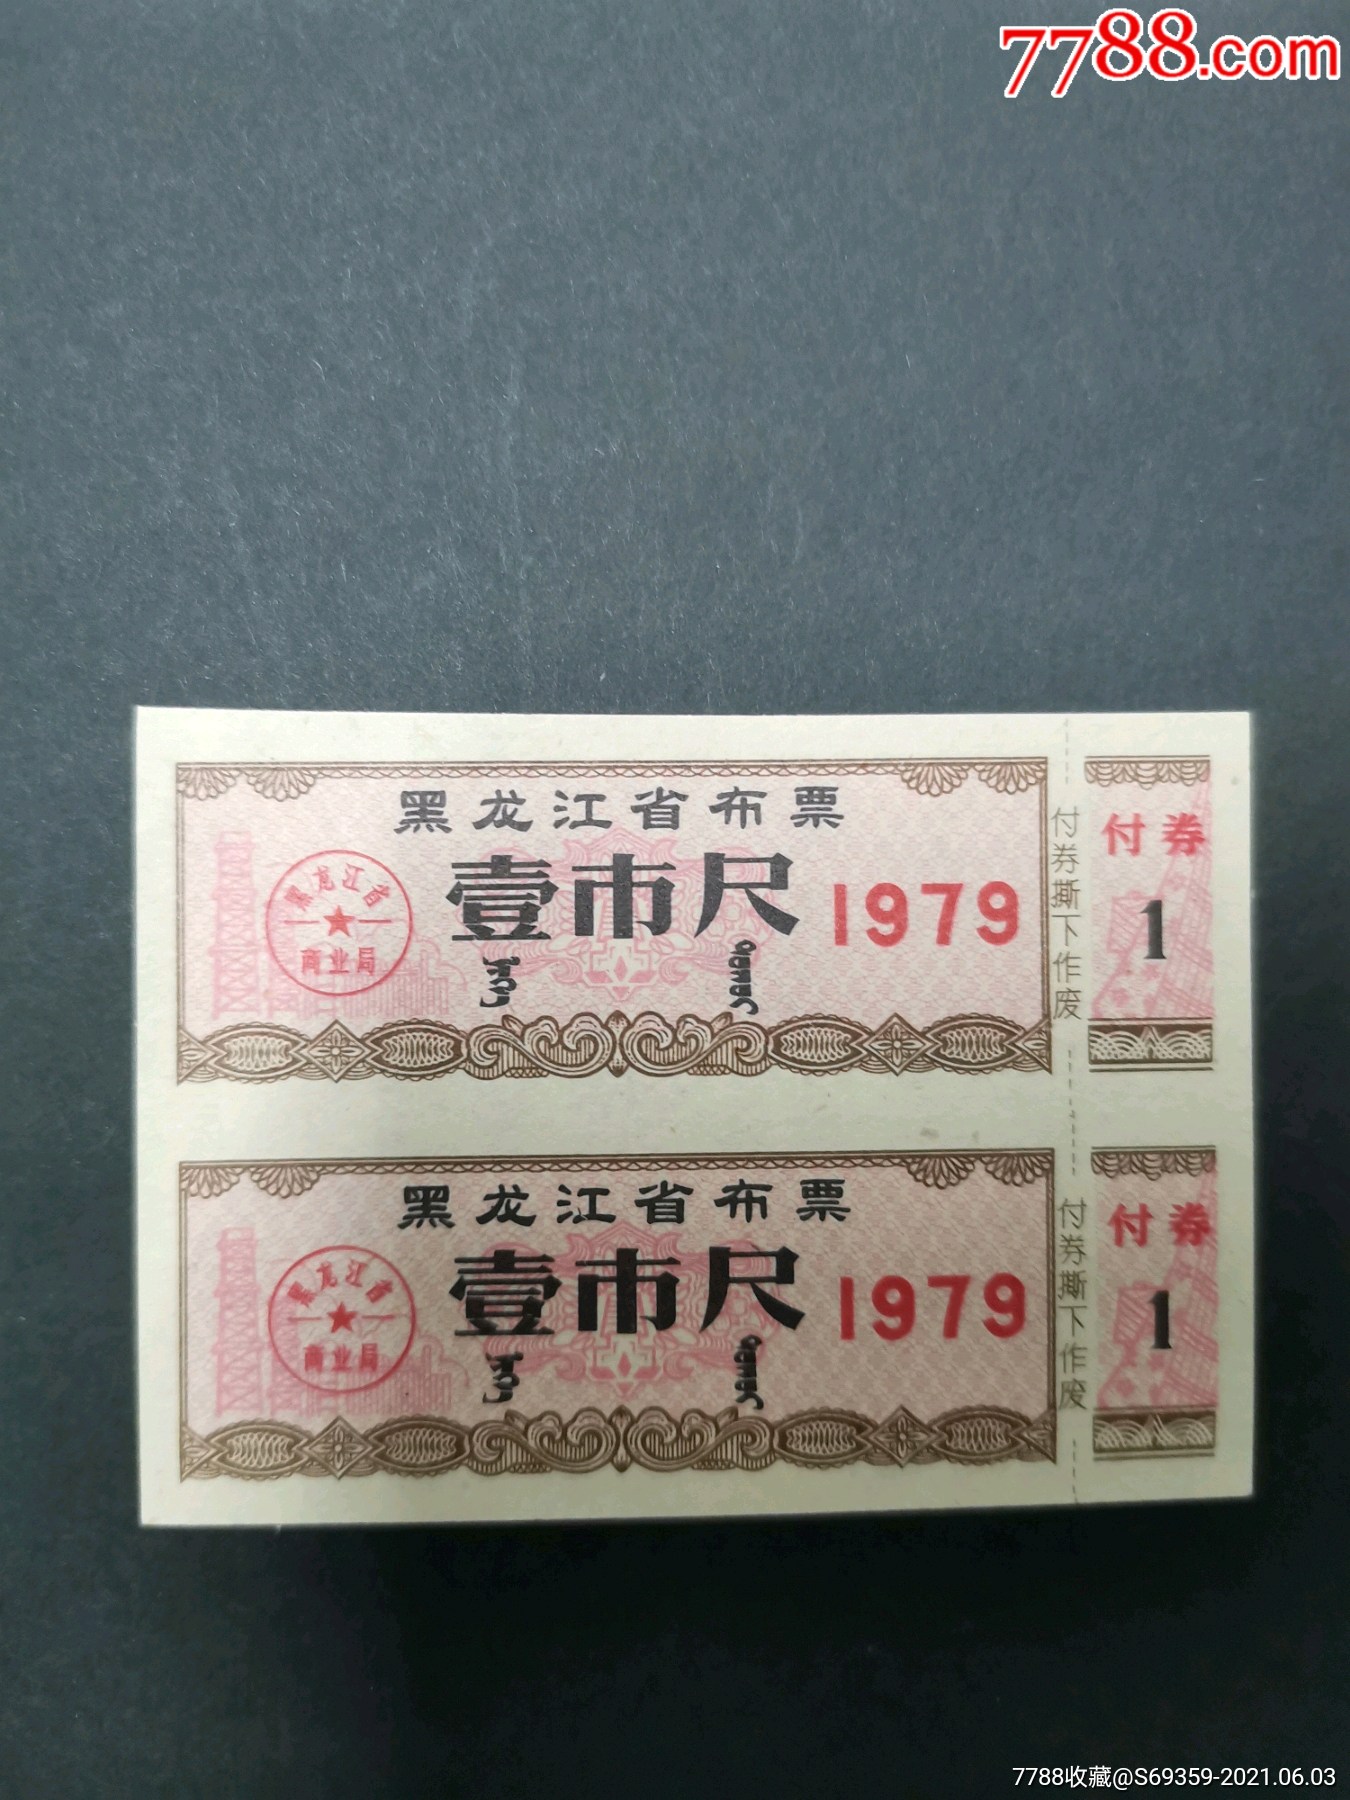 7788.com
黑龙江省布票
壹市尺
1979
黑龙江省
商业局
付券撕下作废
付券
1
黑龙江省布票
壹市尺
1979
黑龙江省
商业局
付券撕下作废
付券
1
7788收藏@S69359-2021.06.03